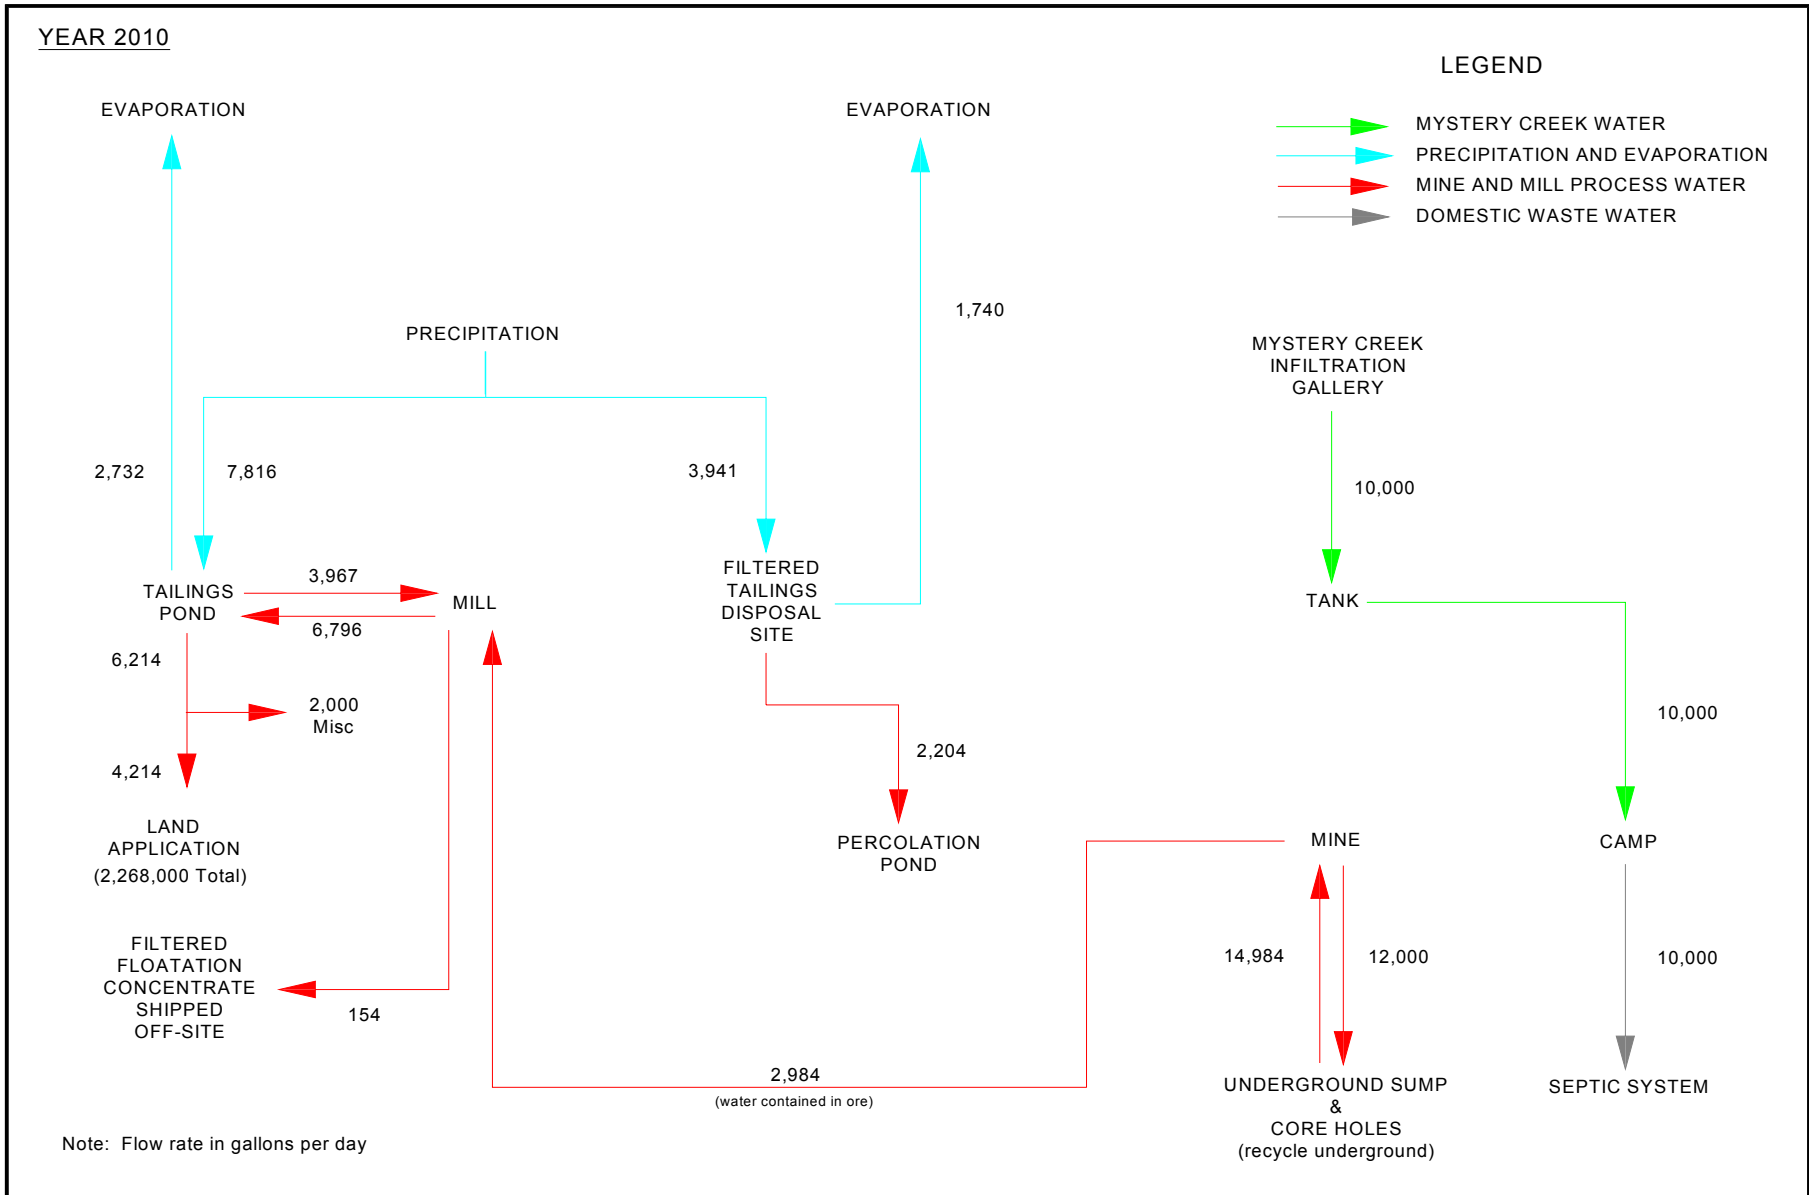 YEAR 2010
LEGEND
MYSTERY CREEK WATER
PRECIPITATION AND EVAPORATION
MINE AND MILL PROCESS WATER
DOMESTIC WASTE WATER
EVAPORATION
EVAPORATION
1,740
PRECIPITATION
MYSTERY CREEK
INFILTRATION
GALLERY
2,732
7,816
3,941
10,000
TAILINGS
POND
3,967
MILL
6,796
FILTERED
TAILINGS
DISPOSAL
SITE
TANK
6,214
2,000
Misc
4,214
2,204
10,000
LAND
APPLICATION
(2,268,000 Total)
PERCOLATION
POND
MINE
CAMP
FILTERED
FLOATATION
CONCENTRATE
SHIPPED
OFF-SITE
154
14,984
12,000
10,000
2,984
(water contained in ore)
UNDERGROUND SUMP
&
CORE HOLES
(recycle underground)
SEPTIC SYSTEM
Note: Flow rate in gallons per day